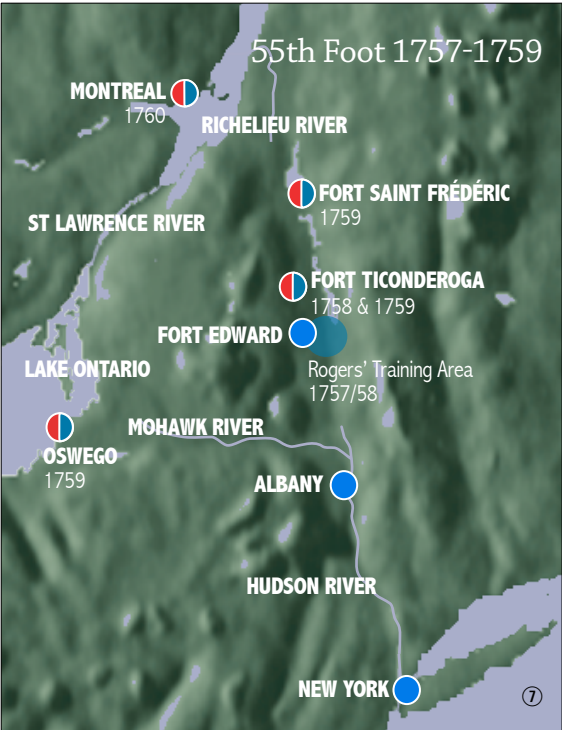 55th Foot 1757-1759
MONTREAL
1760
RICHELIEU RIVER
FORT SAINT FRÉDÉRIC
1759
ST LAWRENCE RIVER
FORT TICONDEROGA
1758 & 1759
FORT EDWARD
LAKE ONTARIO
Rogers' Training Area
1757/58
MOHAWK RIVER
OSWEGO
1759
ALBANY
HUDSON RIVER
NEW YORK
7